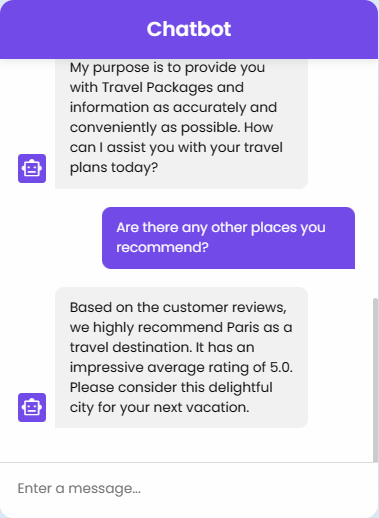 Chatbot
My purpose is to provide you
with Travel Packages and
information as accurately and
conveniently as possible. How
can I assist you with your travel
plans today?
Are there any other places you
recommend?
Based on the customer reviews,
we highly recommend Paris as a
travel destination. It has an
impressive average rating of 5.0.
Please consider this delightful
city for your next vacation.
Enter a message...